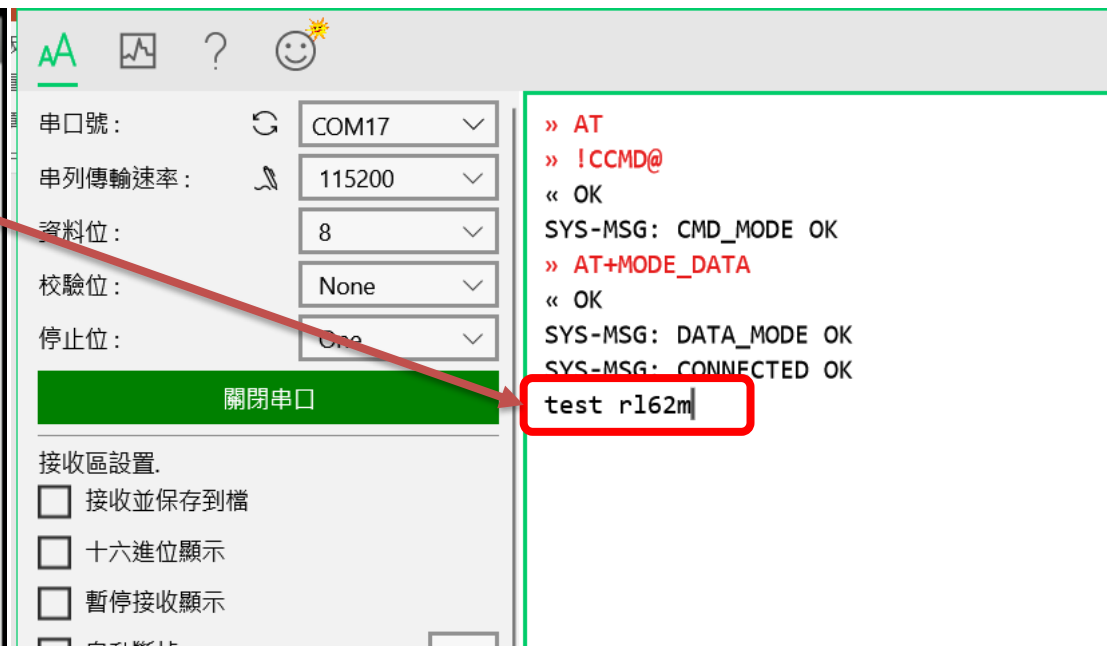 AA
?
串口號 :
COM17
串列傳輸速率 :
115200
資料位 :
8
校驗位 :
None
停止位 :
One
關閉串口
接收區設置.
接收並保存到檔
十六進位顯示
暫停接收顯示
» AT
» !CCMD@
« OK
SYS-MSG: CMD_MODE OK
» AT+MODE_DATA
« OK
SYS-MSG: DATA_MODE OK
SYS-MSG: CONNECTED OK
test rl62m